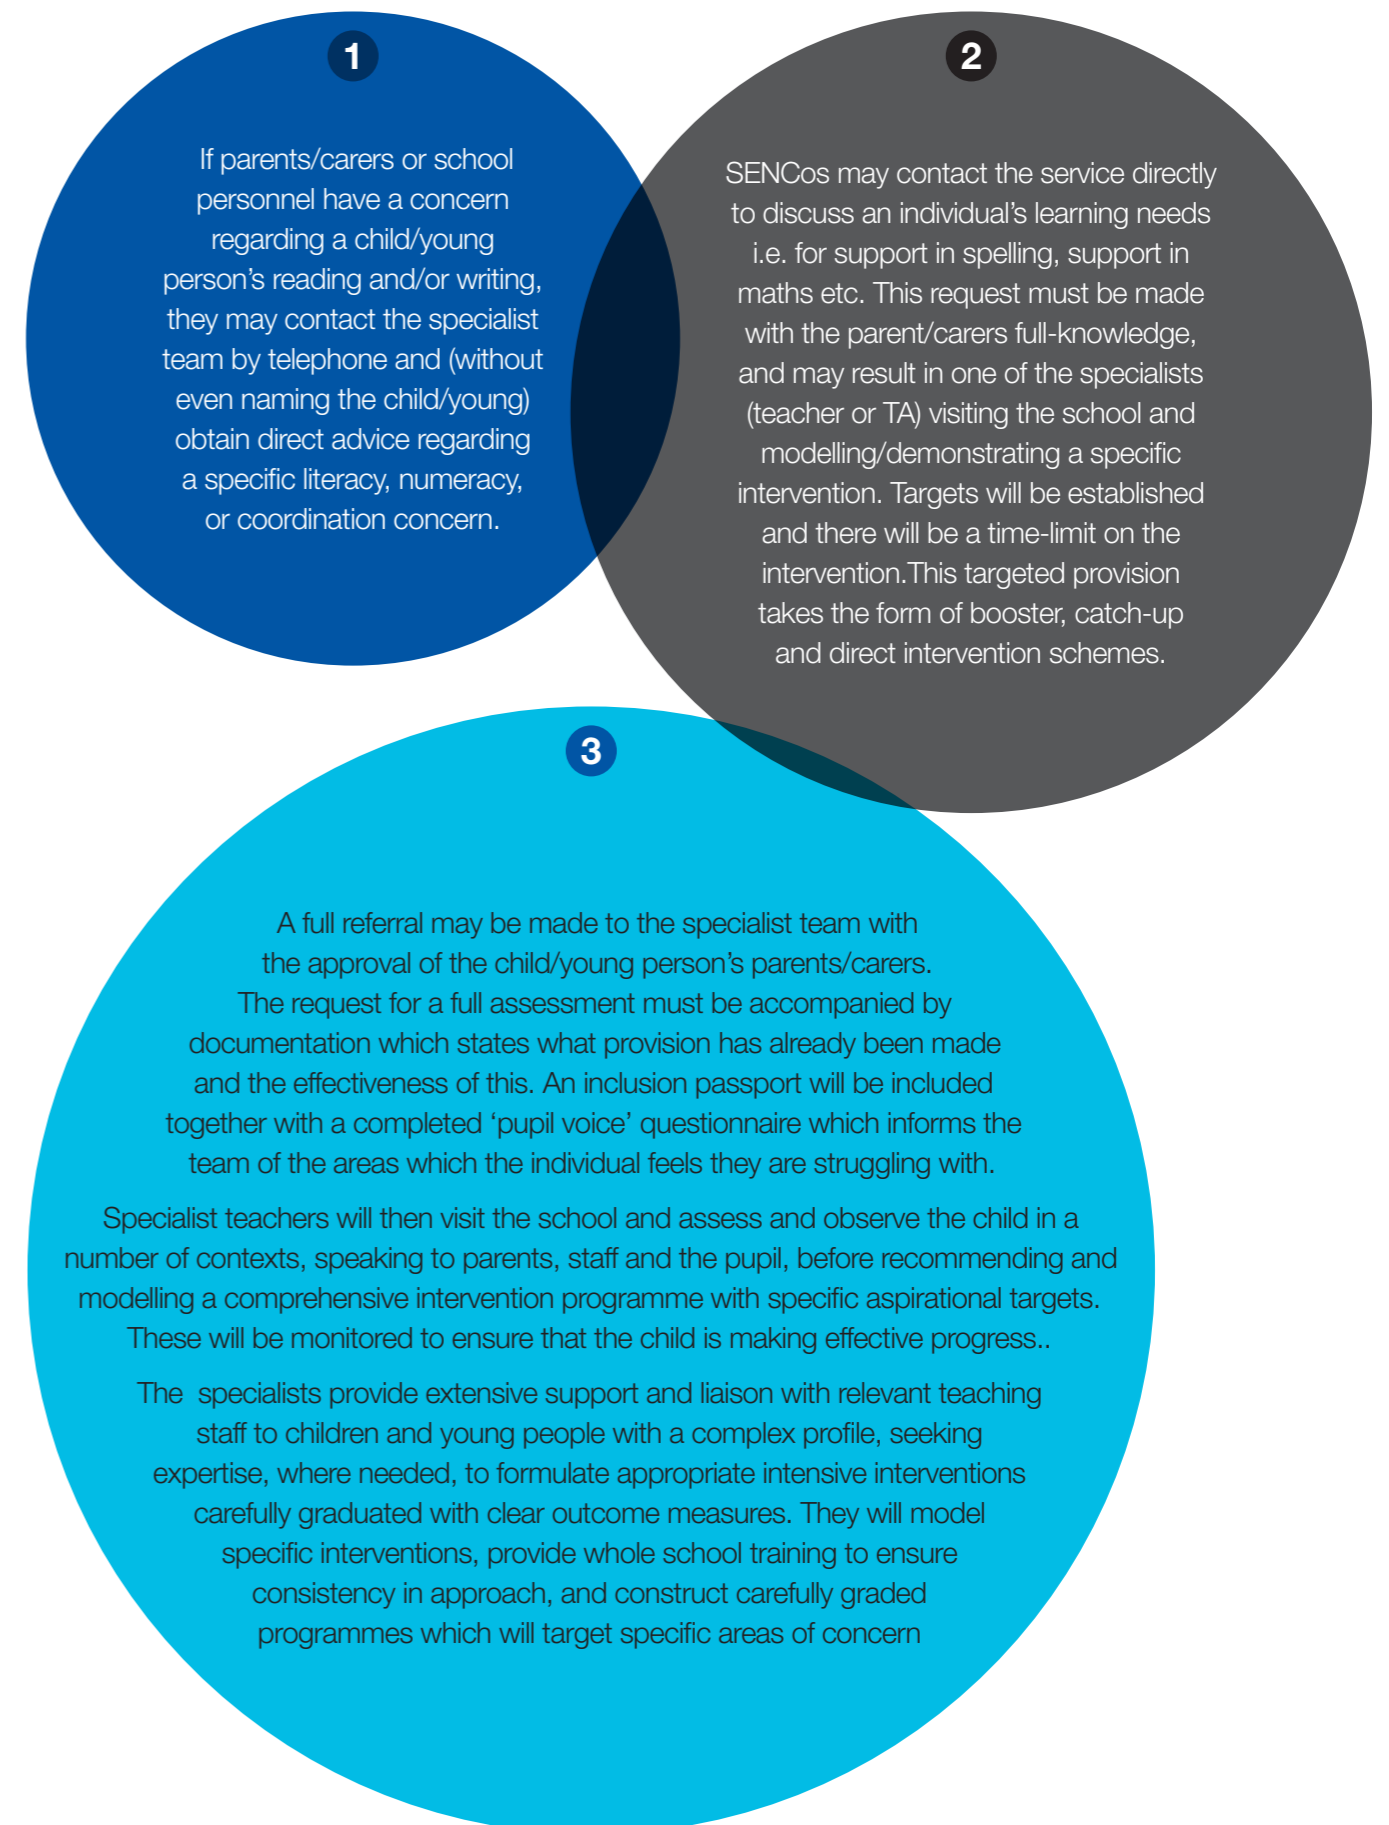 1
If parents/carers or school
personnel have a concern
regarding a child/young
person’s reading and/or writing,
they may contact the specialist
team by telephone and (without
even naming the child/young)
obtain direct advice regarding
a specific literacy, numeracy,
or coordination concern.
2
SENCos may contact the service directly
to discuss an individual’s learning needs
i.e. for support in spelling, support in
maths etc. This request must be made
with the parent/carers full-knowledge,
and may result in one of the specialists
(teacher or TA) visiting the school and
modelling/demonstrating a specific
intervention. Targets will be established
and there will be a time-limit on the
intervention.This targeted provision
takes the form of booster, catch-up
and direct intervention schemes.
3
A full referral may be made to the specialist team with
the approval of the child/young person’s parents/carers.
The request for a full assessment must be accompanied by
documentation which states what provision has already been made
and the effectiveness of this. An inclusion passport will be included
together with a completed ‘pupil voice’ questionnaire which informs the
team of the areas which the individual feels they are struggling with.
Specialist teachers will then visit the school and assess and observe the child in a
number of contexts, speaking to parents, staff and the pupil, before recommending and
modelling a comprehensive intervention programme with specific aspirational targets.
These will be monitored to ensure that the child is making effective progress..
The  specialists provide extensive support and liaison with relevant teaching
staff to children and young people with a complex profile, seeking
expertise, where needed, to formulate appropriate intensive interventions
carefully graduated with clear outcome measures. They will model
specific interventions, provide whole school training to ensure
consistency in approach, and construct carefully graded
programmes which will target specific areas of concern